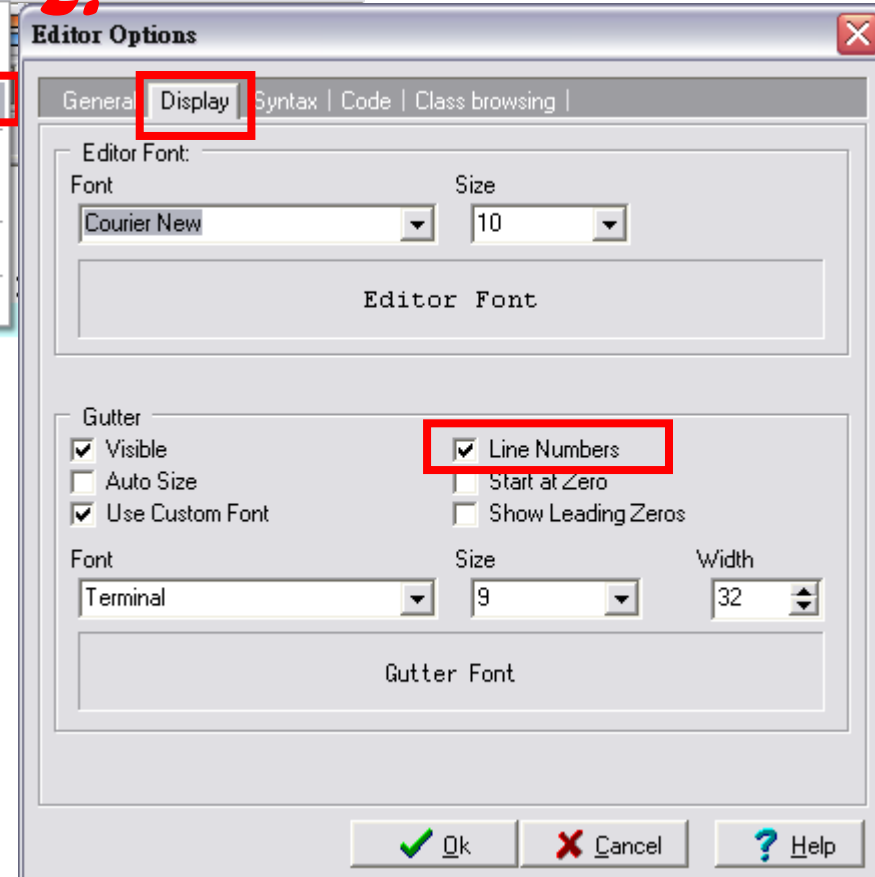 2.
Editor Options
General Display Syntax | Code | Class browsing |
Editor Font:
Font Size
Courier New 10
Editor Font
Gutter
Visible Line Numbers
Auto Size Start at Zero
Use Custom Font Show Leading Zeros
Font Size Width
Terminal 9 32
Gutter Font
Ok Cancel ? Help